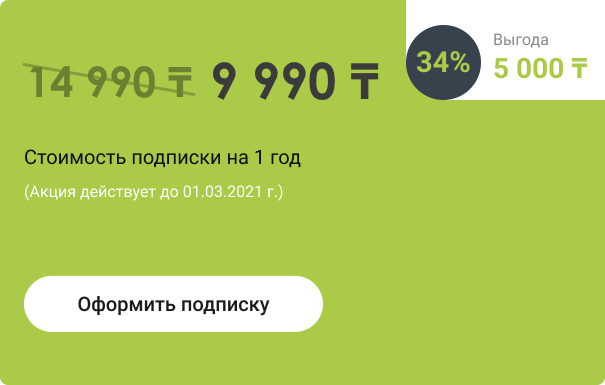 14 990 ₸ 9 990 ₸
34%
Выгода
5 000 ₸
Стоимость подписки на 1 год
(Акция действует до 01.03.2021 г.)
Оформить подписку